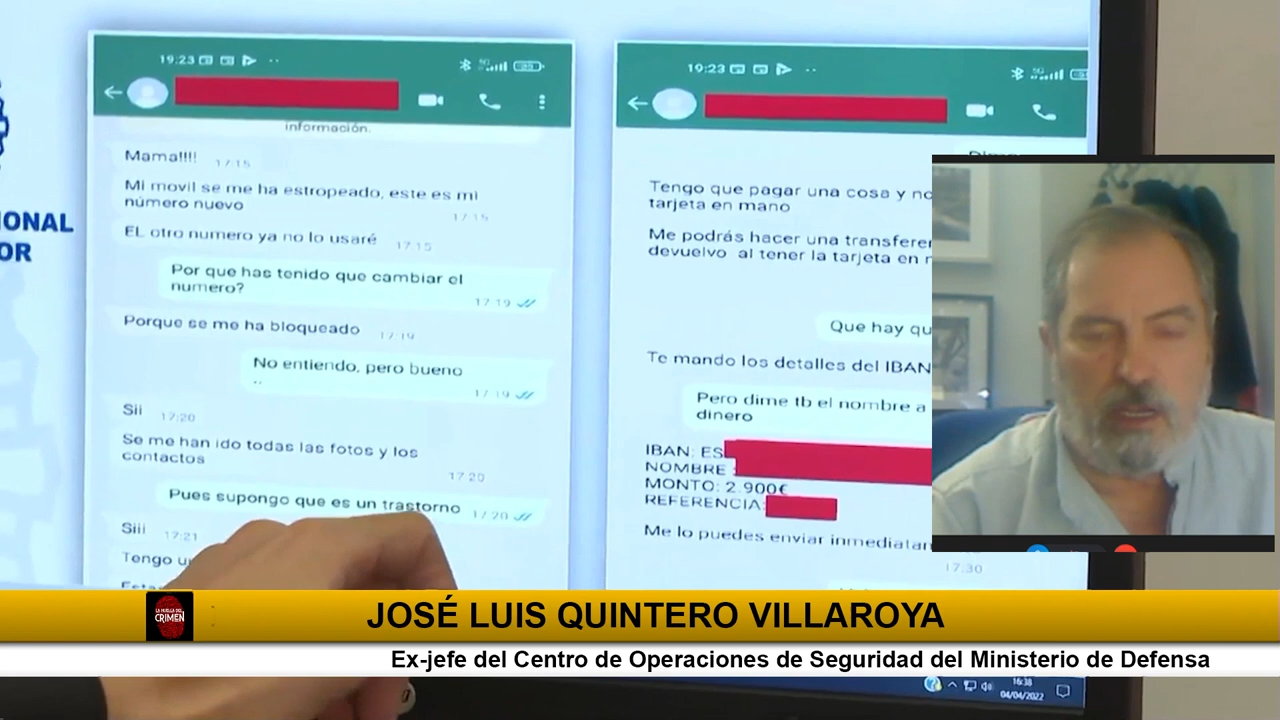 IONAL
OR
19:23
información.
Mama!!!! 17:15
Mi movil se me ha estropeado, este es mi
número nuevo 17:15
EL otro numero ya no lo usaré 17:15
Por que has tenido que cambiar el
numero? 17:19
Porque se me ha bloqueado 17:19
No entiendo, pero bueno
.. 17:19
Sii 17:20
Se me han ido todas las fotos y los
contactos 17:20
Pues supongo que es un trastorno 17:20
Siii 17:21
Tengo
19:23
5G
Tengo que pagar una cosa y no
tarjeta en mano
Me podrás hacer una transferen
devuelvo al tener la tarjeta en
Que hay qu
Te mando los detalles del IBAN
Pero dime tb el nombre a
dinero
IBAN: ES
NOMBRE :
MONTO: 2.900€
REFERENCIA:
Me lo puedes enviar inmediatan
17:30
LA HUELLA DEL
CRIMEN
JOSÉ LUIS QUINTERO VILLAROYA
Ex-jefe del Centro de Operaciones de Seguridad del Ministerio de Defensa
16:38
04/04/2022